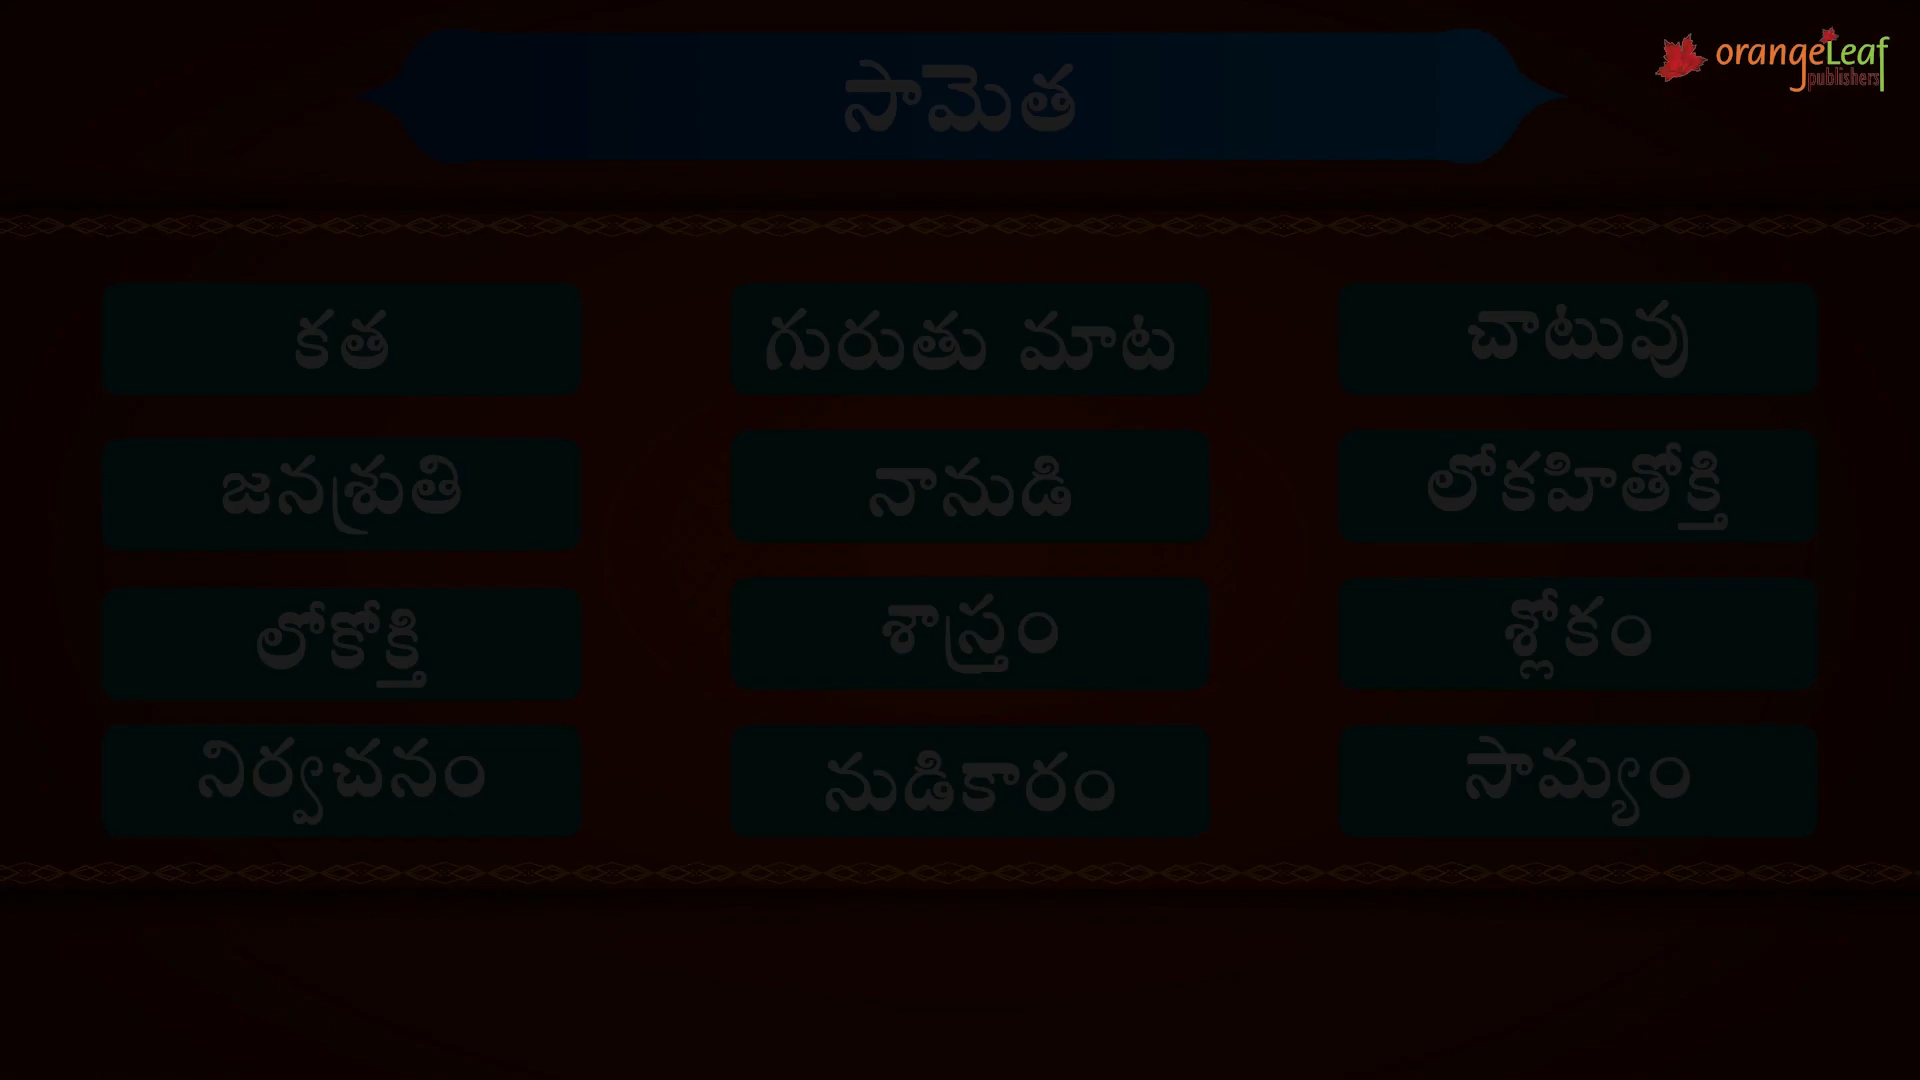 సామెత
orangeLeaf
publishers
కత
గురుతు మాట
చాటువు
జనశ్రుతి
నానుడి
లోకహితోక్తి
లోకోక్తి
శాస్త్రం
శ్లోకం
నిర్వచనం
నుడికారం
సామ్యం